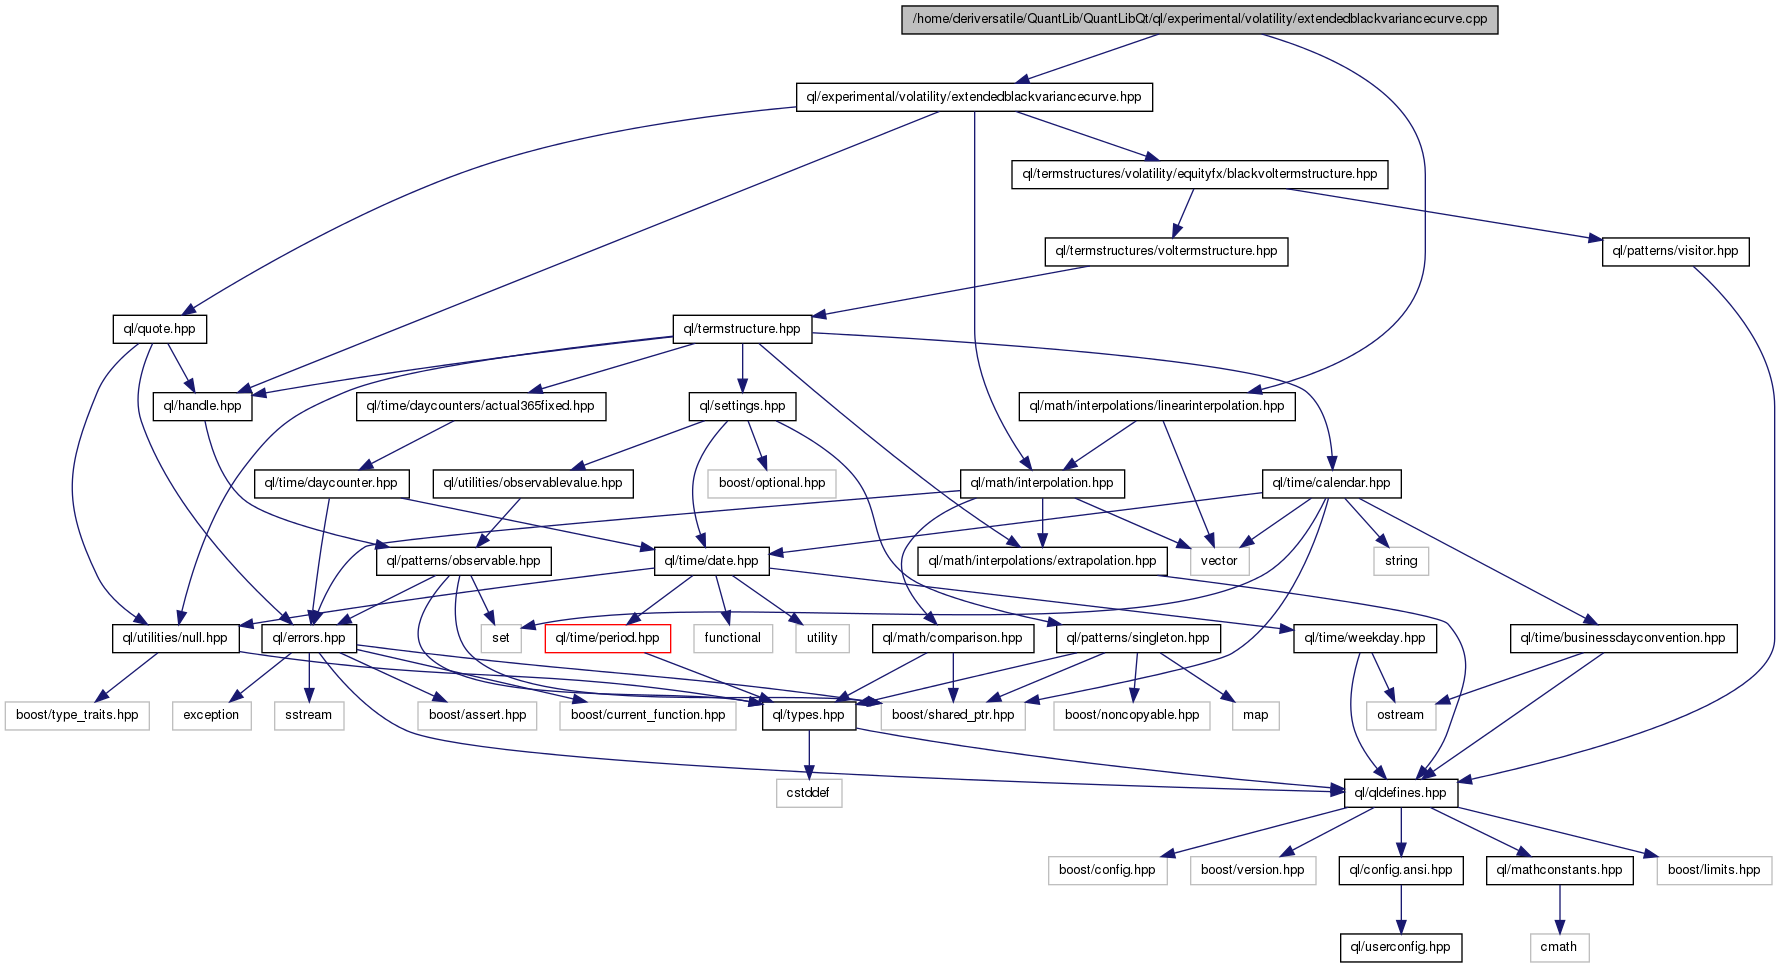 /home/deriversatile/QuantLib/QuantLibQt/ql/experimental/volatility/extendedblackvariancecurve.cpp
ql/experimental/volatility/extendedblackvariancecurve.hpp
ql/termstructures/volatility/equityfx/blackvoltermstructure.hpp
ql/termstructures/voltermstructure.hpp
ql/patterns/visitor.hpp
ql/quote.hpp
ql/termstructure.hpp
ql/handle.hpp
ql/time/daycounters/actual365fixed.hpp
ql/settings.hpp
ql/math/interpolations/linearinterpolation.hpp
ql/time/daycounter.hpp
ql/utilities/observablevalue.hpp
boost/optional.hpp
ql/math/interpolation.hpp
ql/time/calendar.hpp
ql/patterns/observable.hpp
ql/time/date.hpp
ql/math/interpolations/extrapolation.hpp
vector
string
ql/utilities/null.hpp
ql/errors.hpp
set
ql/time/period.hpp
functional
utility
ql/math/comparison.hpp
ql/patterns/singleton.hpp
ql/time/weekday.hpp
ql/time/businessdayconvention.hpp
boost/type_traits.hpp
exception
sstream
boost/assert.hpp
boost/current_function.hpp
ql/types.hpp
boost/shared_ptr.hpp
boost/noncopyable.hpp
map
ostream
cstddef
ql/qldefines.hpp
boost/config.hpp
boost/version.hpp
ql/config.ansi.hpp
ql/mathconstants.hpp
boost/limits.hpp
ql/userconfig.hpp
cmath